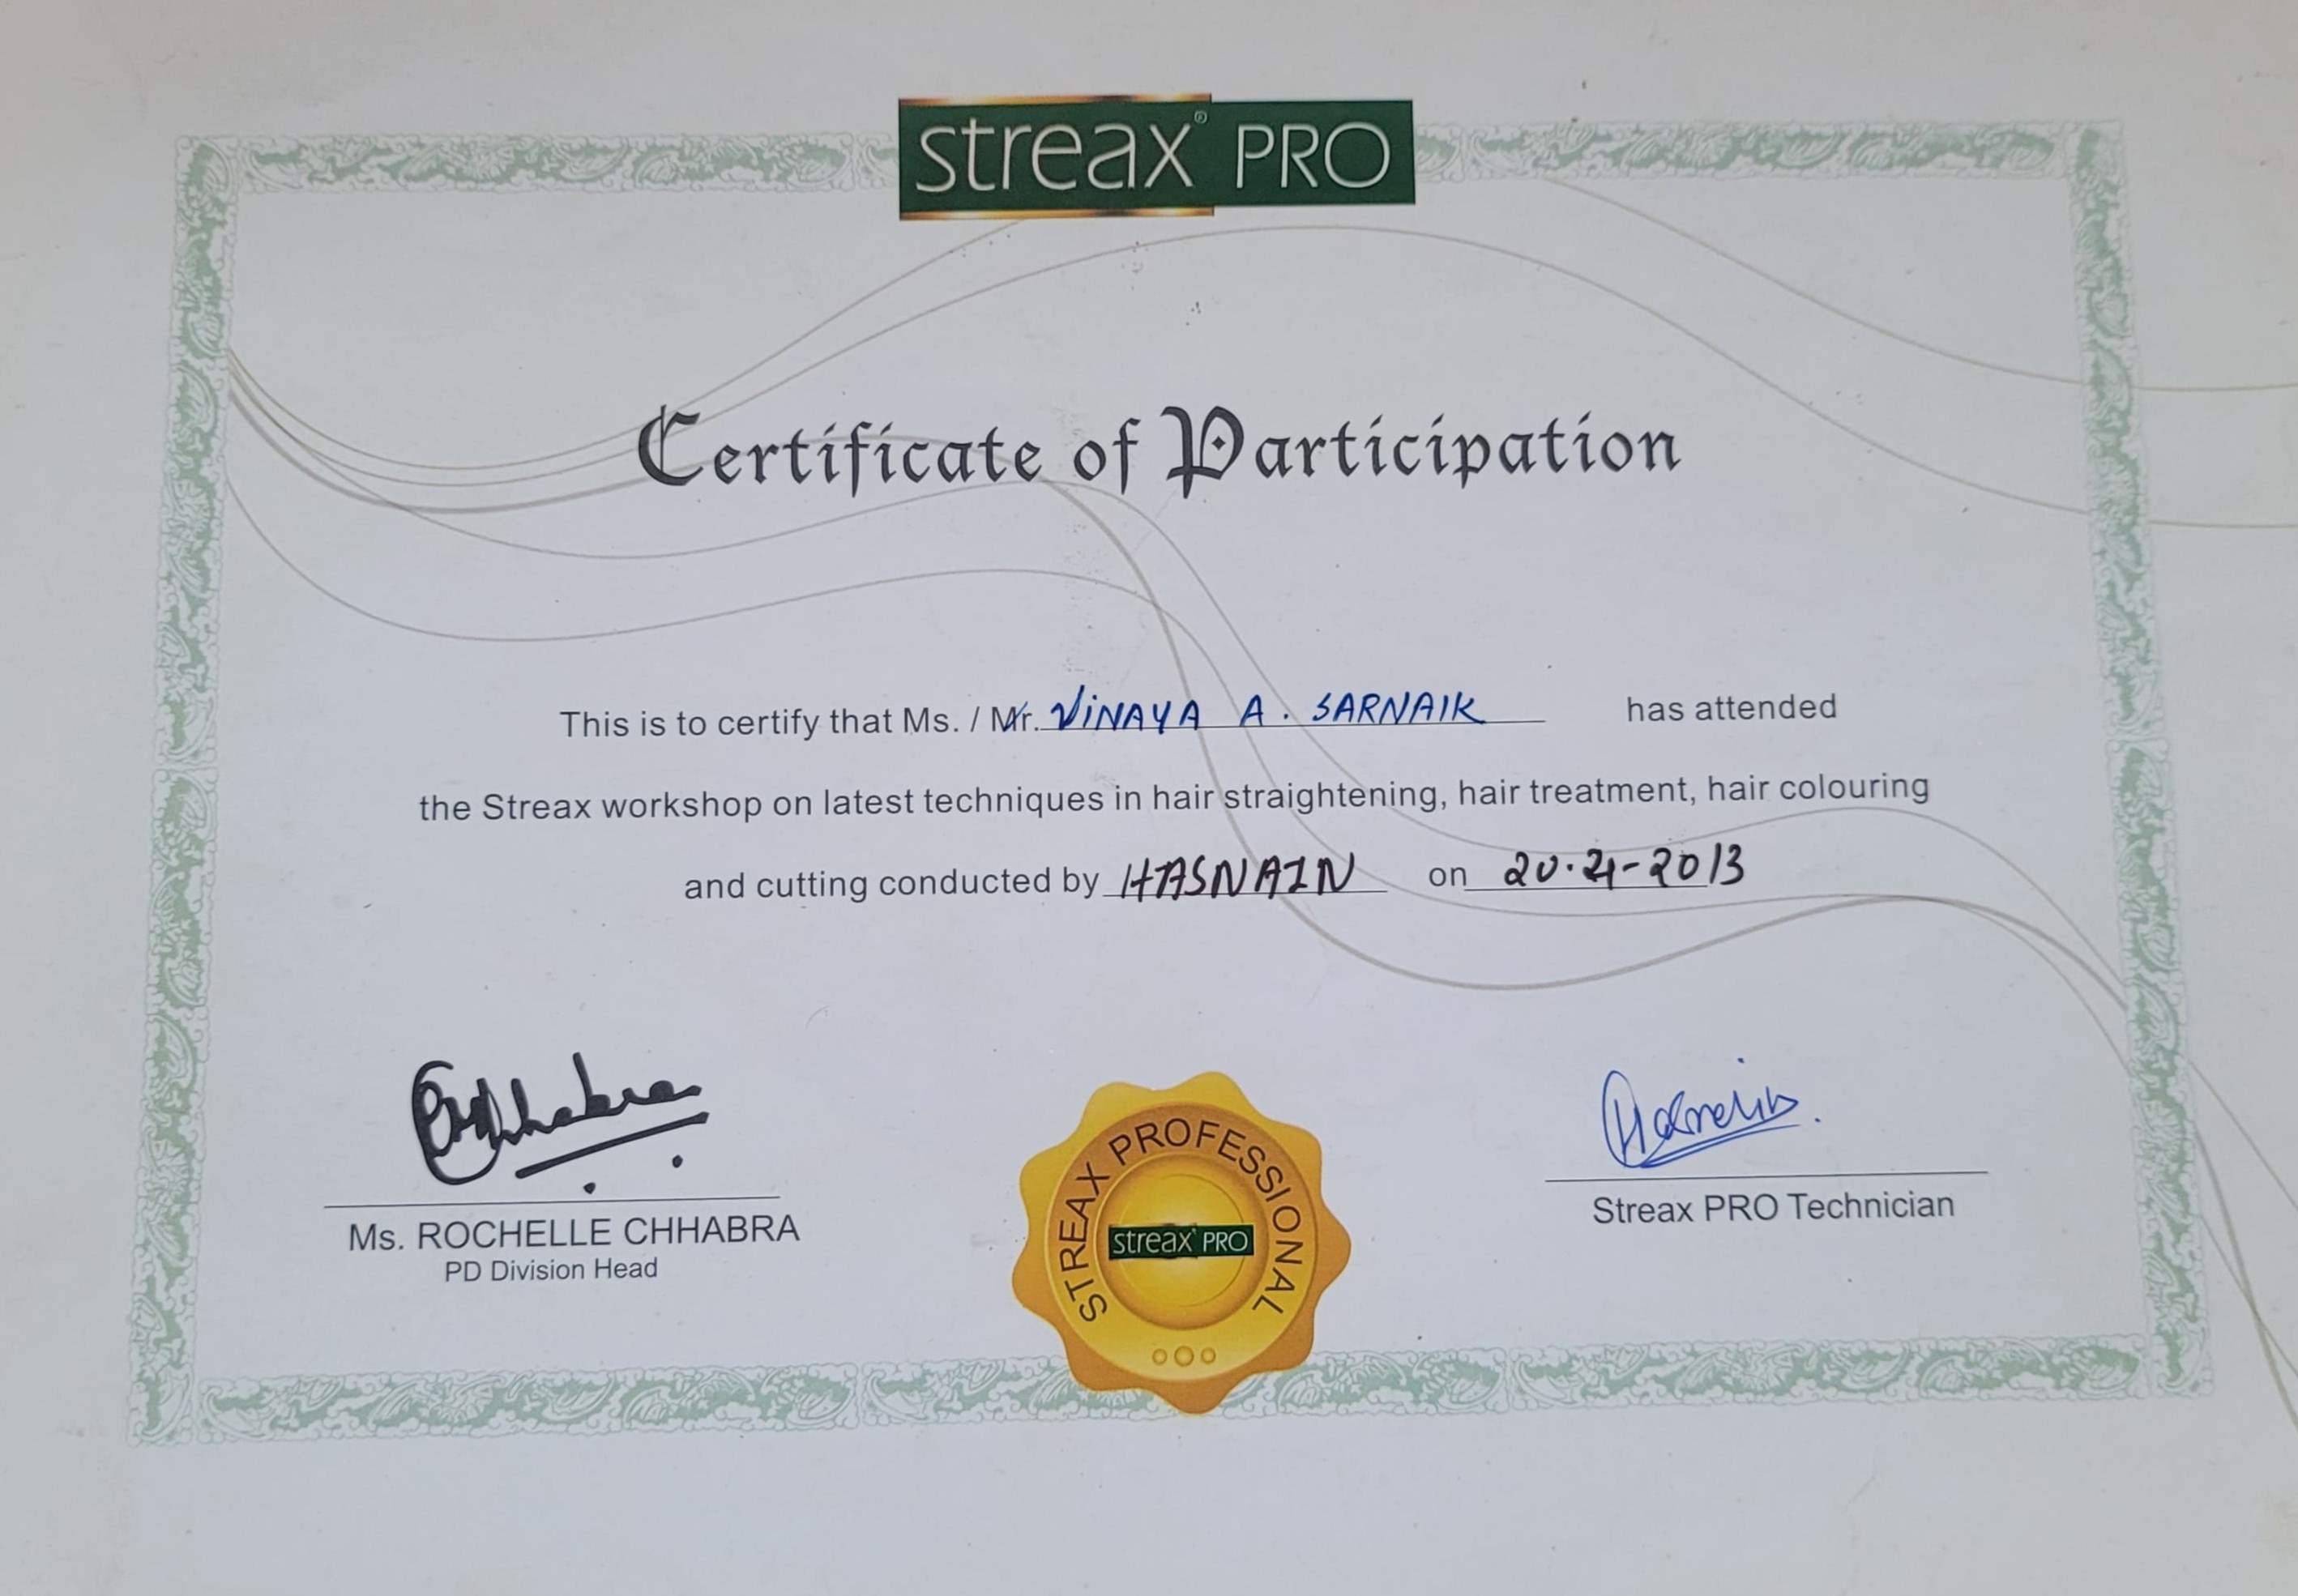 streax® PRO
Certificate of Participation
This is to certify that Ms. / Mr. ViNAYA A. SARNAIK has attended
the Streax workshop on latest techniques in hair straightening, hair treatment, hair colouring
and cutting conducted by HASNAIN on 20.21-2013
Chhabra
Hasnain.
Ms. ROCHELLE CHHABRA
PD Division Head
STREAX PROFESSIONAL
streax PRO
Streax PRO Technician